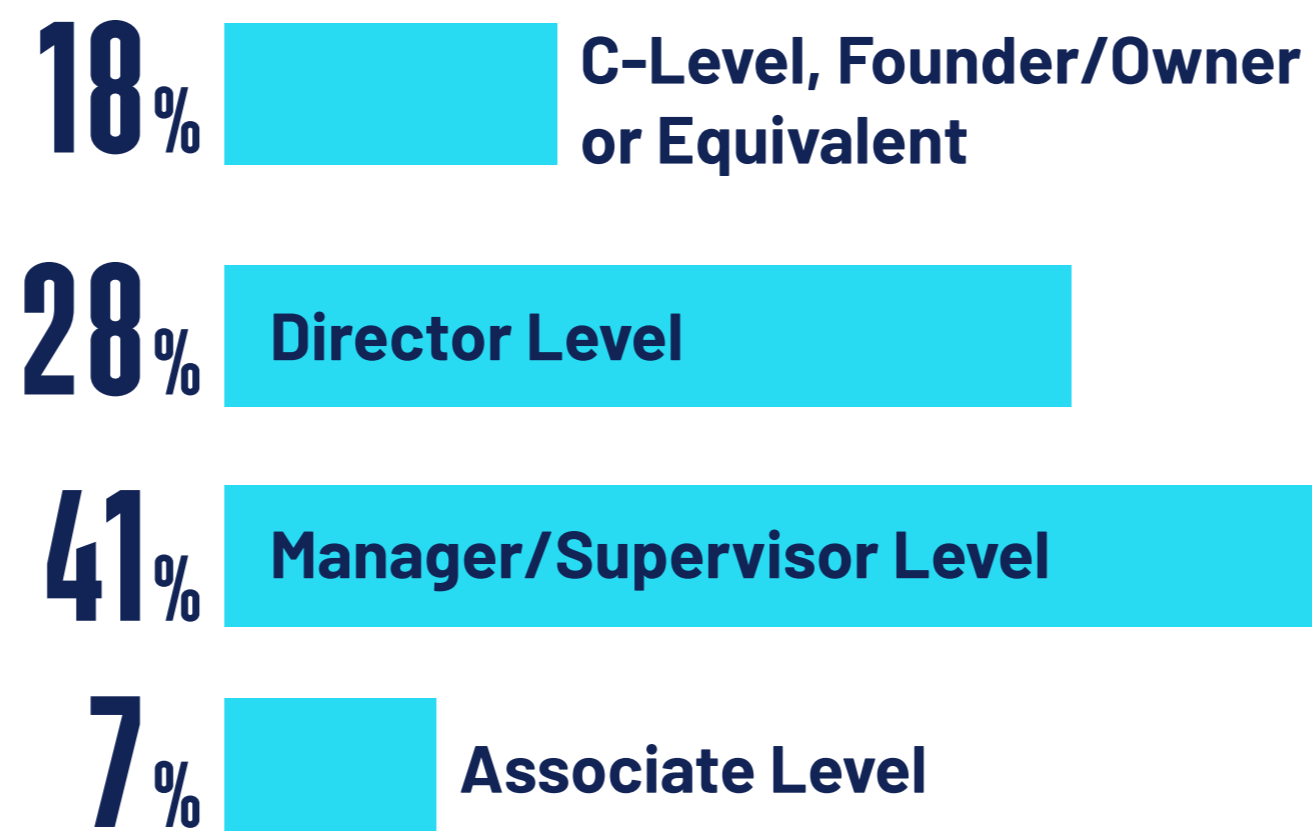 18% C-Level, Founder/Owner
or Equivalent
28% Director Level
41% Manager/Supervisor Level
7% Associate Level